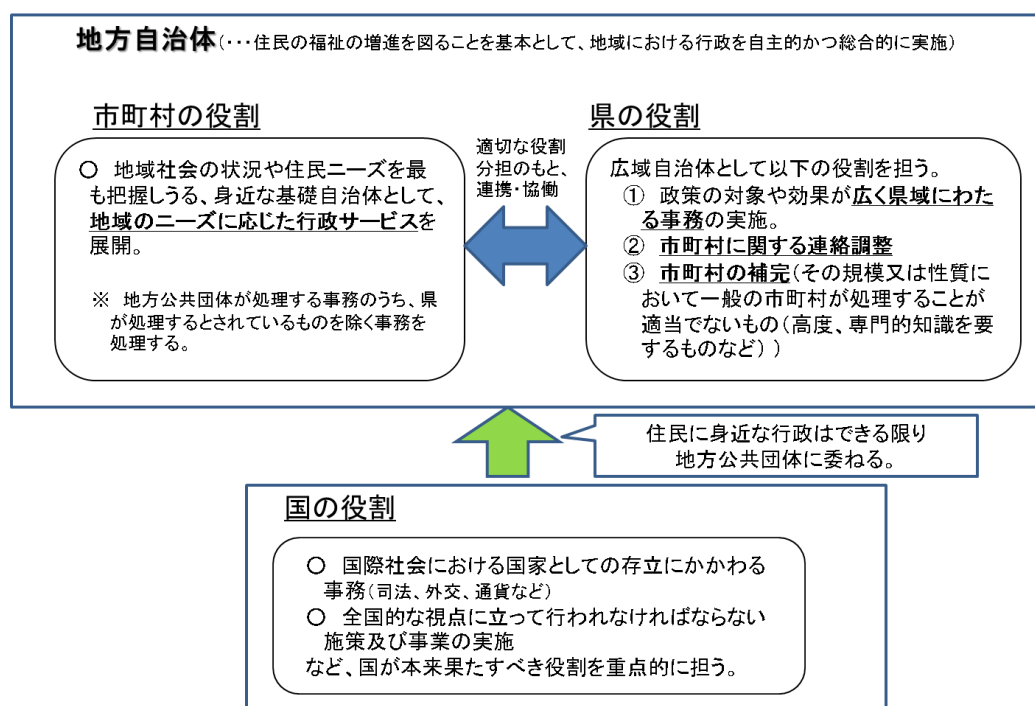 地方自治体(・・・住民の福祉の増進を図ることを基本として、地域における行政を自主的かつ総合的に実施)
市町村の役割
○ 地域社会の状況や住民ニーズを最
も把握しうる、身近な基礎自治体として、
地域のニーズに応じた行政サービスを
展開。
※ 地方公共団体が処理する事務のうち、県
が処理するとされているものを除く事務を
処理する。
適切な役割
分担のもと、
連携・協働
県の役割
広域自治体として以下の役割を担う。
① 政策の対象や効果が広く県域にわた
る事務の実施。
② 市町村に関する連絡調整
③ 市町村の補完(その規模又は性質に
おいて一般の市町村が処理することが
適当でないもの(高度、専門的知識を要
するものなど))
住民に身近な行政はできる限り
地方公共団体に委ねる。
国の役割
○ 国際社会における国家としての存立にかかわる
事務(司法、外交、通貨など)
○ 全国的な視点に立って行われなければならない
施策及び事業の実施
など、国が本来果たすべき役割を重点的に担う。